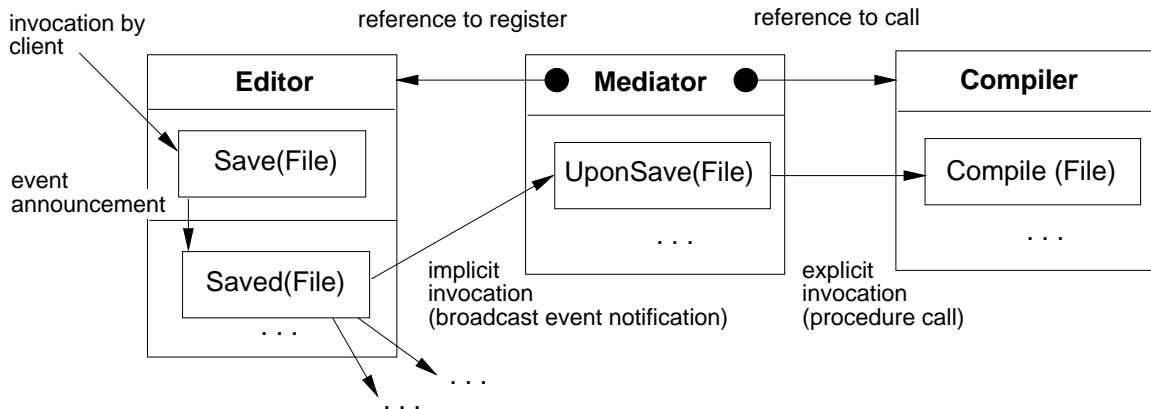 invocation by
client
reference to register
reference to call
Editor
Mediator
Compiler
Save(File)
UponSave(File)
Compile (File)
event
announcement
. . .
. . .
Saved(File)
. . .
implicit
invocation
(broadcast event notification)
explicit
invocation
(procedure call)
. . .
. . .